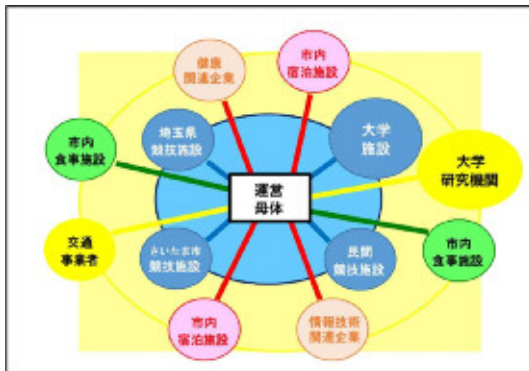 健康
関連企業
市内
宿泊施設
埼玉県
競技施設
大学
施設
市内
食事施設
大学
研究機関
運営
母体
交通
事業者
さいたま市
競技施設
民間
競技施設
市内
食事施設
市内
宿泊施設
情報技術
関連企業